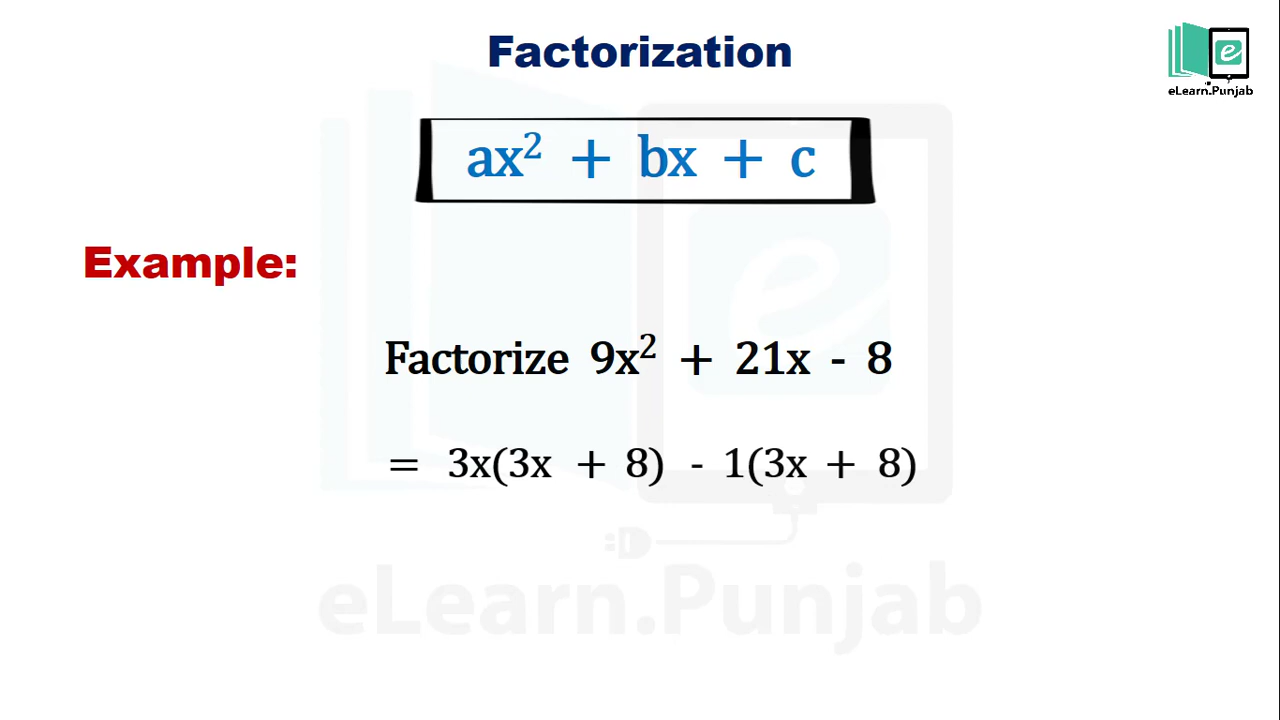 Factorization
eLearn.Punjab
ax² + bx + c
Example:
Factorize 9x² + 21x - 8
= 3x(3x + 8) - 1(3x + 8)
eLearn.Punjab